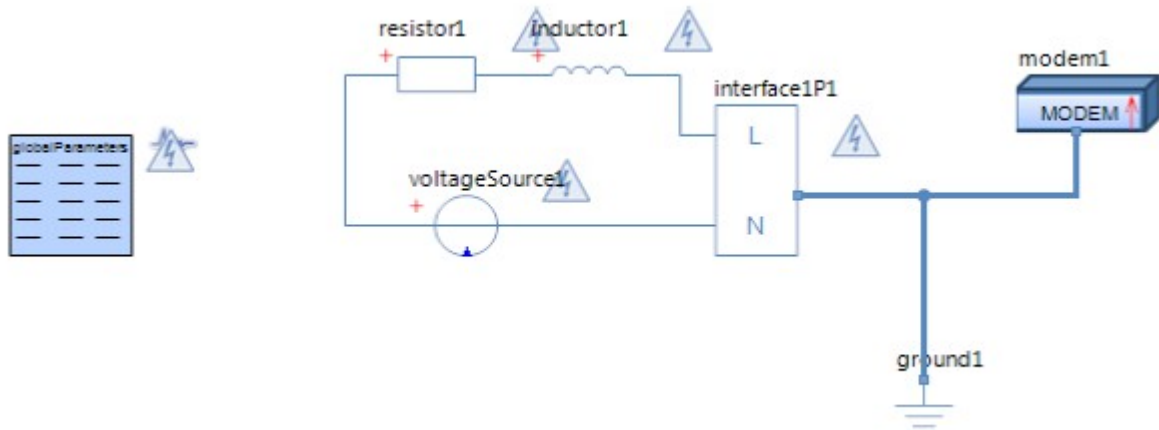 resistor1
inductor1
modem1
interface1P1
MODEM
L
globalParameters
voltageSource1
N
ground1